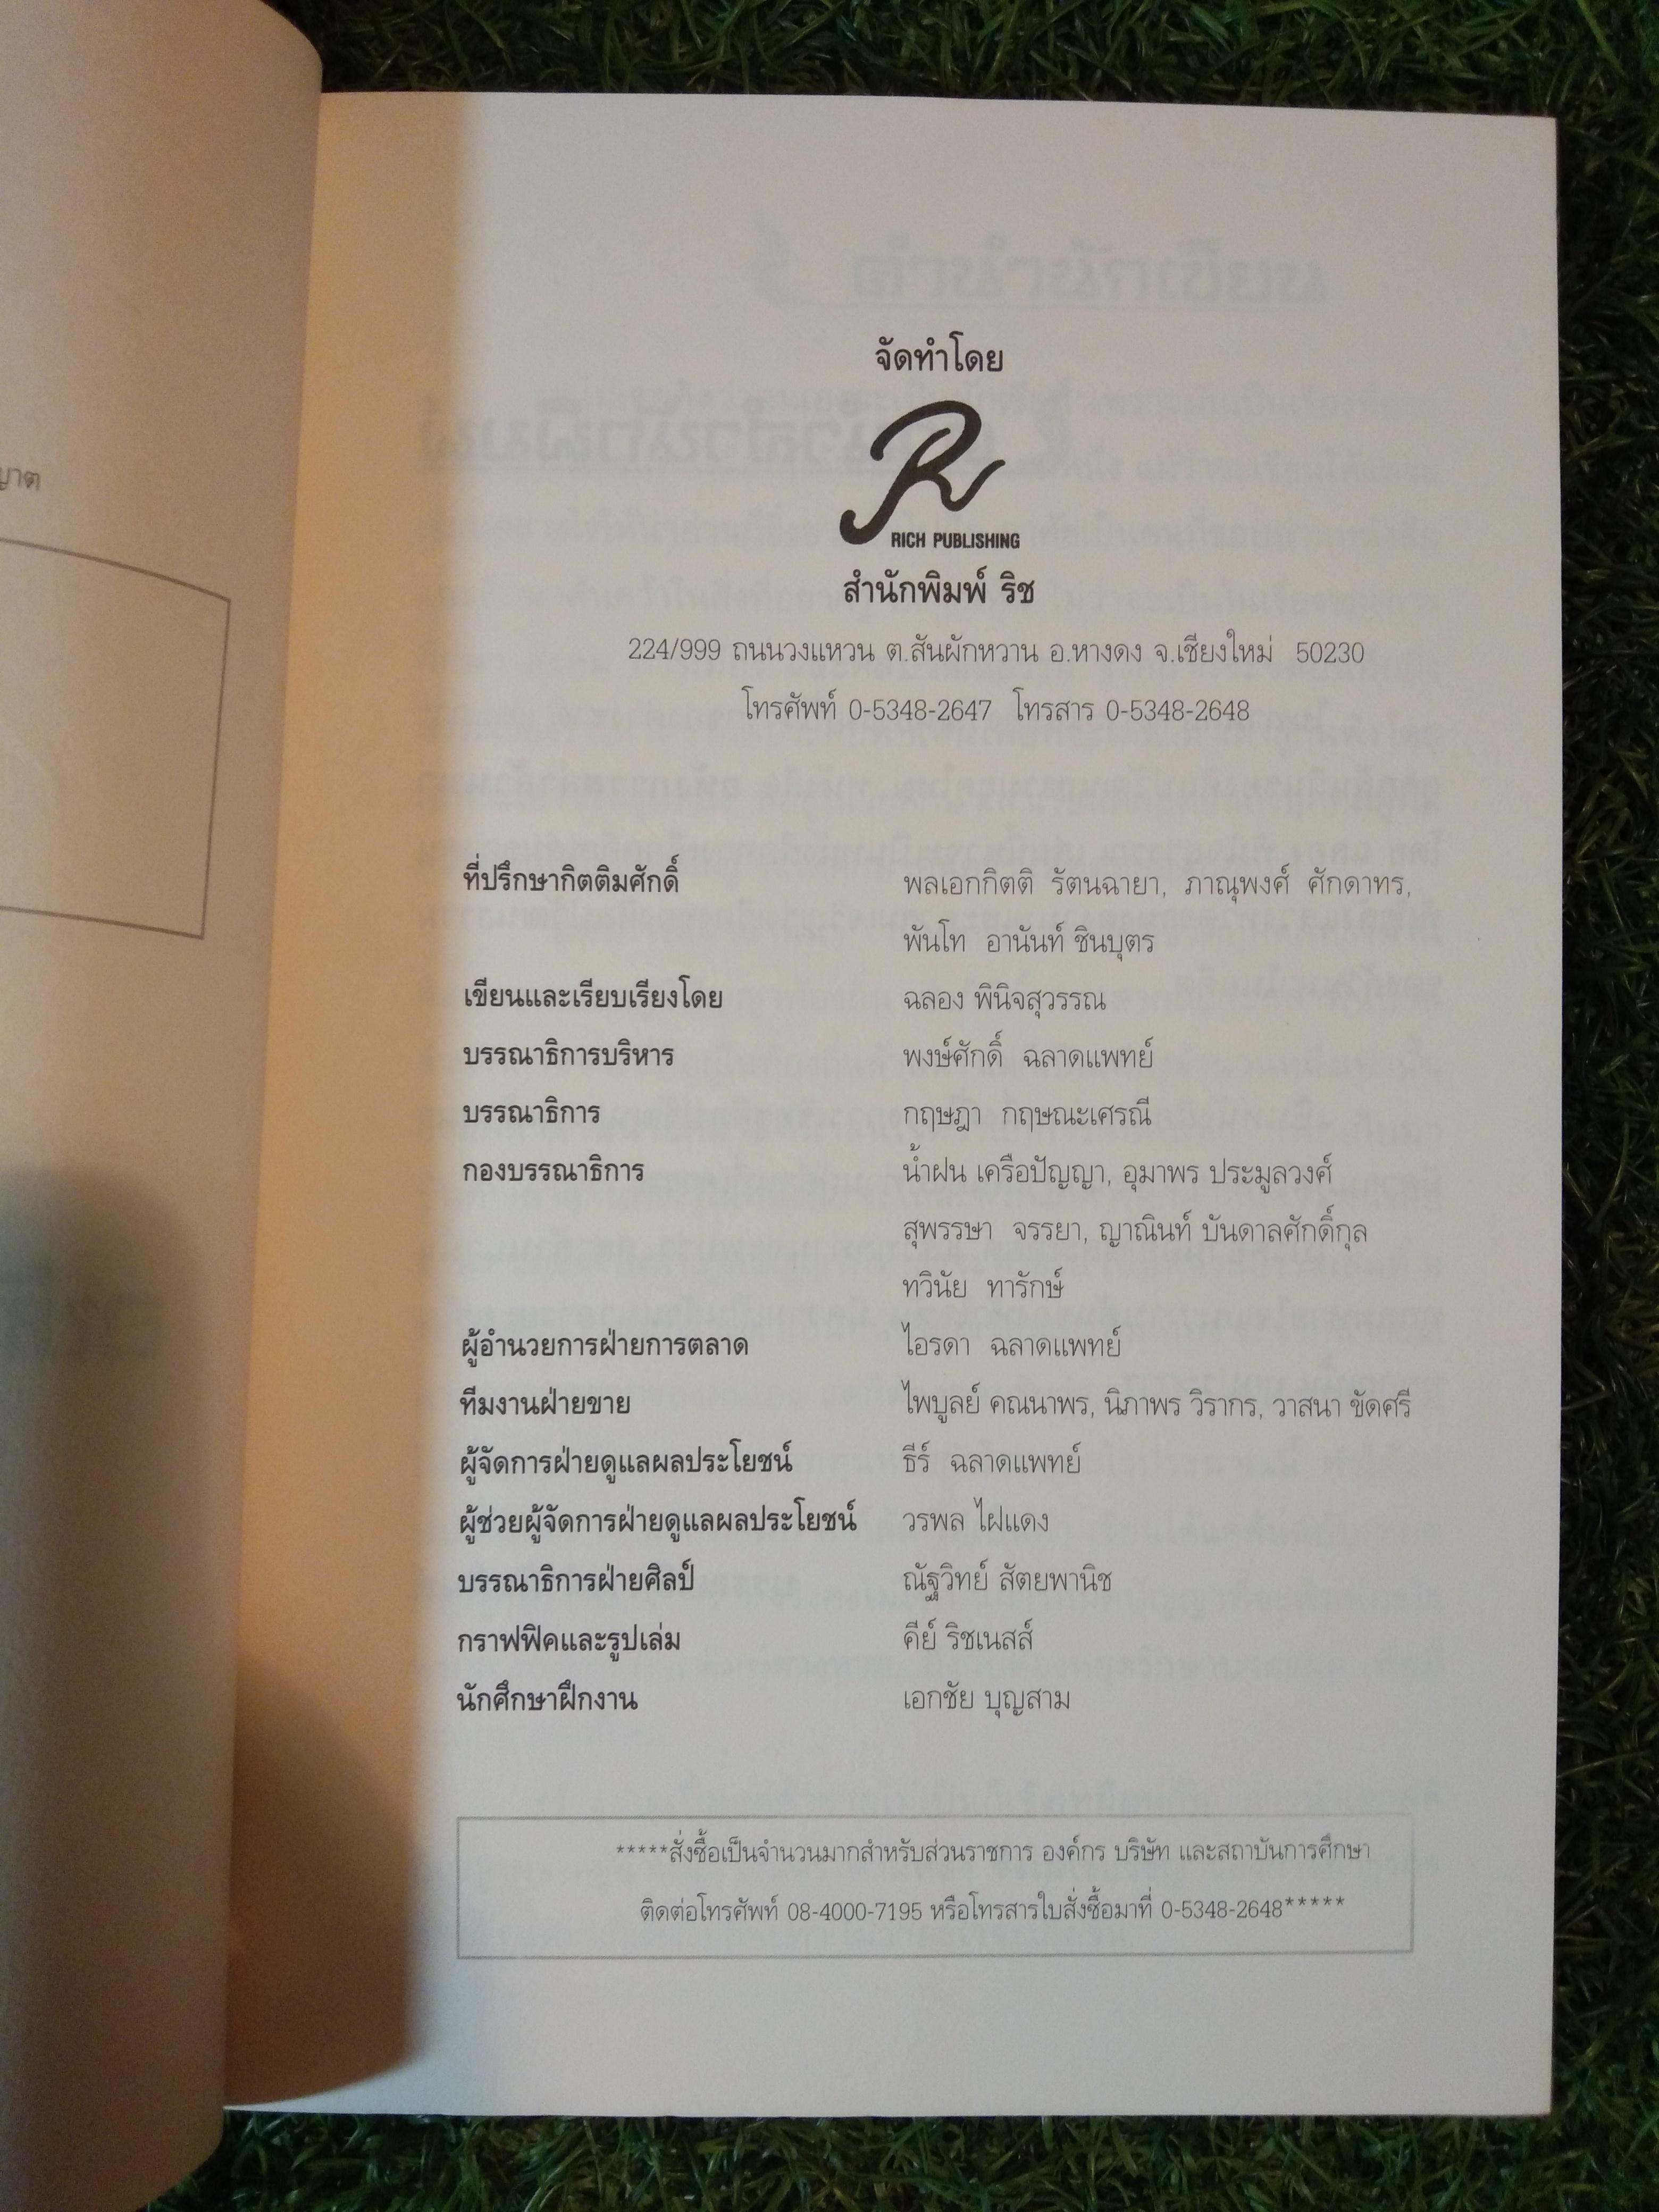 ญาต
จัดทำโดย
RICH PUBLISHING
สำนักพิมพ์ ริช
224/999 ถนนวงแหวน ต.สันผักหวาน อ.หางดง จ.เชียงใหม่ 50230
โทรศัพท์ 0-5348-2647 โทรสาร 0-5348-2648
ที่ปรึกษากิตติมศักดิ์ พลเอกกิตติ รัตนฉายา, ภาณุพงศ์ ศักดาทร,
พันโท อานันท์ ชินบุตร
เขียนและเรียบเรียงโดย ฉลอง พินิจสุวรรณ
บรรณาธิการบริหาร พงษ์ศักดิ์ ฉลาดแพทย์
บรรณาธิการ กฤษฎา กฤษณะเศรณี
กองบรรณาธิการ น้ำฝน เครือปัญญา, อุมาพร ประมูลวงศ์
สุพรรษา จรรยา, ญาณินท์ บันดาลศักดิ์กุล
ทวินัย ทารักษ์
ผู้อำนวยการฝ่ายการตลาด ไอรดา ฉลาดแพทย์
ทีมงานฝ่ายขาย ไพบูลย์ คณนาพร, นิภาพร วิรากร, วาสนา ขัดศรี
ผู้จัดการฝ่ายดูแลผลประโยชน์ ธีร์ ฉลาดแพทย์
ผู้ช่วยผู้จัดการฝ่ายดูแลผลประโยชน์ วรพล ไฝแดง
บรรณาธิการฝ่ายศิลป์ ณัฐวิทย์ สัตยพานิช
กราฟฟิคและรูปเล่ม คีย์ ริชเนสส์
นักศึกษาฝึกงาน เอกชัย บุญสาม
*****สั่งซื้อเป็นจำนวนมากสำหรับส่วนราชการ องค์กร บริษัท และสถาบันการศึกษา
ติดต่อโทรศัพท์ 08-4000-7195 หรือโทรสารใบสั่งซื้อมาที่ 0-5348-2648*****